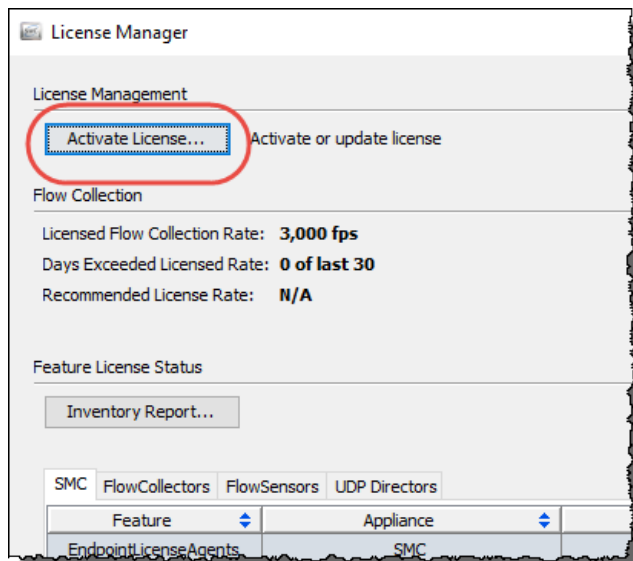 License Manager
License Management
Activate License... Activate or update license
Flow Collection
Licensed Flow Collection Rate: 3,000 fps
Days Exceeded Licensed Rate: 0 of last 30
Recommended License Rate: N/A
Feature License Status
Inventory Report...
SMC FlowCollectors FlowSensors UDP Directors
Feature Appliance
EndpointLicenseAgents SMC